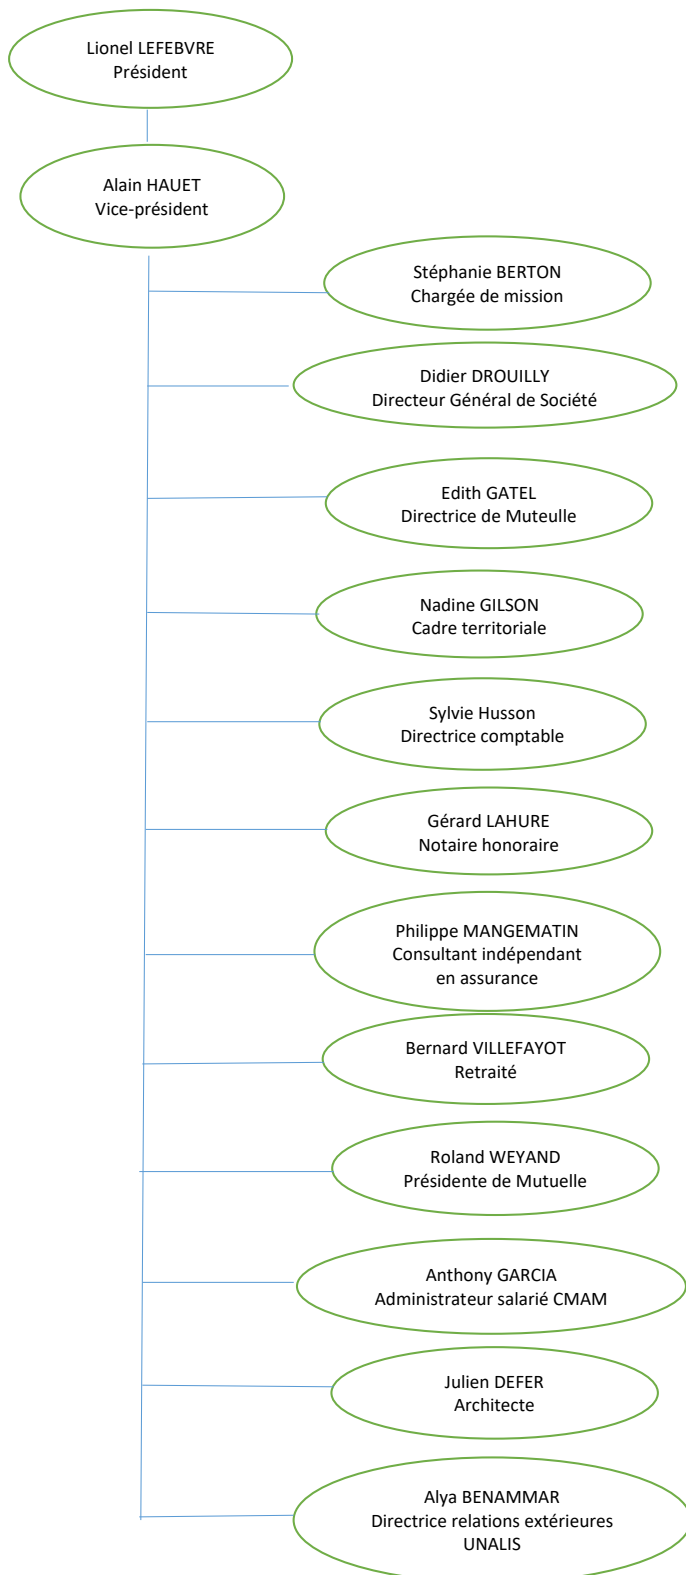 Lionel LEFEBVRE
Président
Alain HAUET
Vice-président
Stéphanie BERTON
Chargée de mission
Didier DROUILLY
Directeur Général de Société
Edith GATEL
Directrice de Muteulle
Nadine GILSON
Cadre territoriale
Sylvie Husson
Directrice comptable
Gérard LAHURE
Notaire honoraire
Philippe MANGEMATIN
Consultant indépendant
en assurance
Bernard VILLEFAYOT
Retraité
Roland WEYAND
Présidente de Mutuelle
Anthony GARCIA
Administrateur salarié CMAM
Julien DEFER
Architecte
Alya BENAMMAR
Directrice relations extérieures
UNALIS